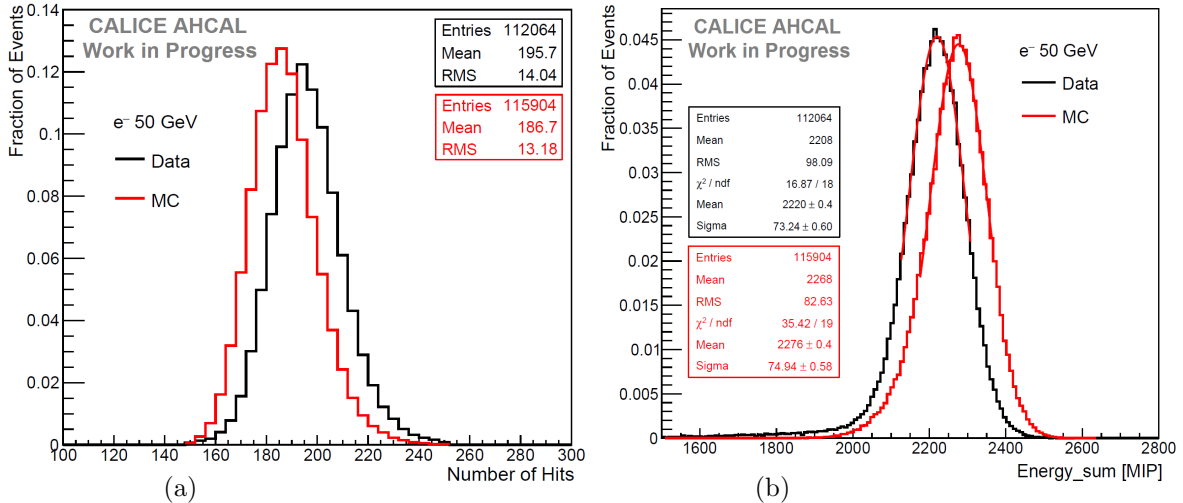 CALICE AHCAL
Work in Progress
Entries 112064
Mean 195.7
RMS 14.04
Entries 115904
Mean 186.7
RMS 13.18
e⁻ 50 GeV
Data
MC
Fraction of Events
0.14
0.12
0.1
0.08
0.06
0.04
0.02
0
100 120 140 160 180 200 220 240 260 280 300
Number of Hits
(a)
CALICE AHCAL
Work in Progress
e⁻ 50 GeV
Data
MC
Entries 112064
Mean 2208
RMS 98.09
χ² / ndf 16.87 / 18
Mean 2220 ± 0.4
Sigma 73.24 ± 0.60
Entries 115904
Mean 2268
RMS 82.63
χ² / ndf 35.42 / 19
Mean 2276 ± 0.4
Sigma 74.94 ± 0.58
Fraction of Events
0.045
0.04
0.035
0.03
0.025
0.02
0.015
0.01
0.005
0
1600 1800 2000 2200 2400 2600 2800
Energy_sum [MIP]
(b)